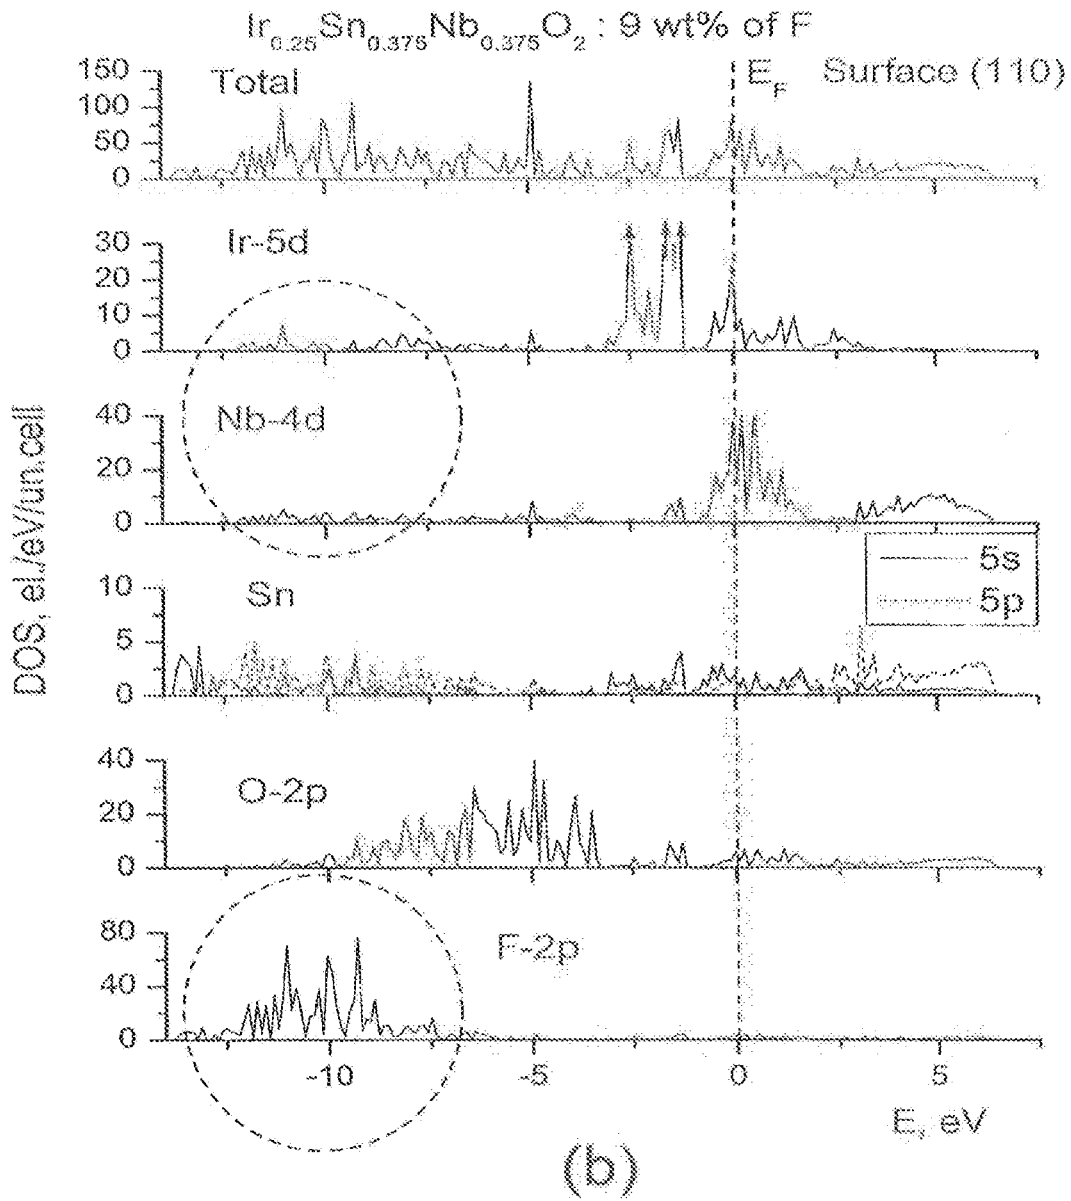 Ir0.25Sn0.375Nb0.375O2 : 9 wt% of F
150
100
50
0
Total
EF
Surface (110)
30
20
10
0
Ir-5d
40
20
0
Nb-4d
5s
5p
10
5
0
Sn
40
20
0
O-2p
80
40
0
F-2p
DOS, el./eV/un.cell
-10 -5 0 5
E, eV
(b)